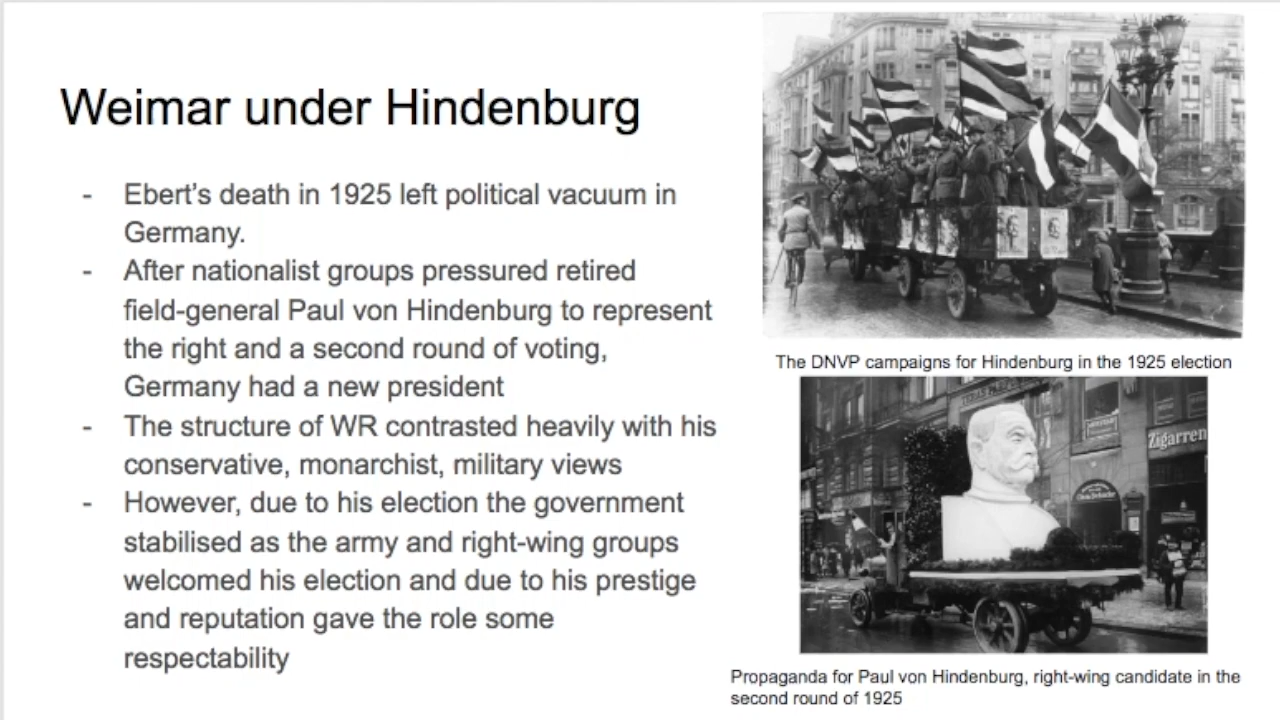 Weimar under Hindenburg
- Ebert's death in 1925 left political vacuum in
Germany.
- After nationalist groups pressured retired
field-general Paul von Hindenburg to represent
the right and a second round of voting,
Germany had a new president
- The structure of WR contrasted heavily with his
conservative, monarchist, military views
- However, due to his election the government
stabilised as the army and right-wing groups
welcomed his election and due to his prestige
and reputation gave the role some
respectability
The DNVP campaigns for Hindenburg in the 1925 election
Zigarren
Propaganda for Paul von Hindenburg, right-wing candidate in the
second round of 1925